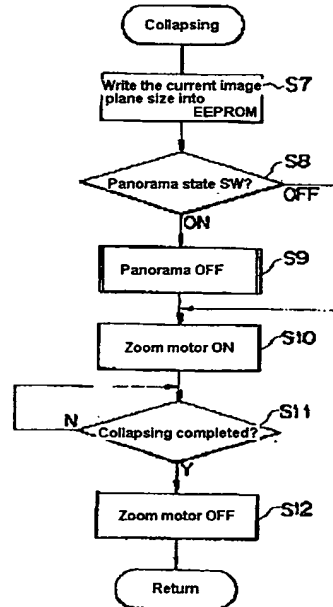 Collapsing
Write the current image
plane size into
EEPROM
S7
S8
Panorama state SW?
OFF
ON
Panorama OFF
S9
Zoom motor ON
S10
S11
N
Collapsing completed?
Y
Zoom motor OFF
S12
Return